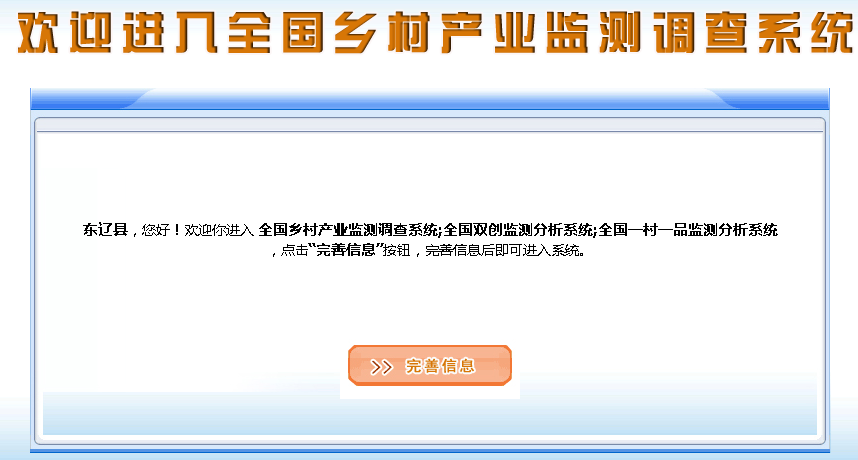 欢迎进入全国乡村产业监测调查系统
东辽县，您好！欢迎你进入 全国乡村产业监测调查系统;全国双创监测分析系统;全国一村一品监测分析系统
，点击“完善信息”按钮，完善信息后即可进入系统。
>> 完善信息